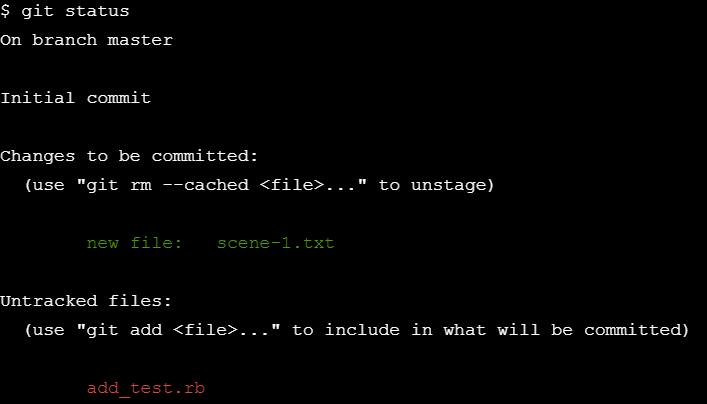 $ git status
On branch master
Initial commit
Changes to be committed:
(use "git rm --cached <file>..." to unstage)
new file: scene-1.txt
Untracked files:
(use "git add <file>..." to include in what will be committed)
add_test.rb